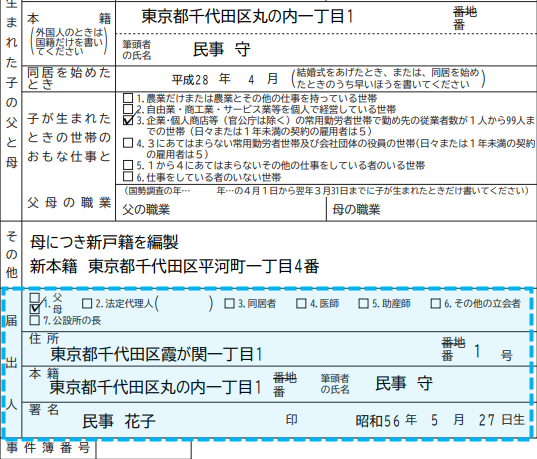 生まれた子の父と母
本籍
(外国人のときは国籍だけを書いてください)
東京都千代田区丸の内一丁目1
番地
番
筆頭者の氏名
民事 守
同居を始めたとき
平成28 年 4 月
(結婚式をあげたとき、または、同居を始めたときのうち早いほうを書いてください)
子が生まれたときの世帯のおもな仕事と
□1.農業だけまたは農業とその他の仕事を持っている世帯
□2.自由業・商工業・サービス業等を個人で経営している世帯
☑3.企業・個人商店等(官公庁は除く)の常用勤労者世帯で勤め先の従業者数が1人から99人までの世帯(日々または1年未満の契約の雇用者は5)
□4.3にあてはまらない常用勤労者世帯及び会社団体の役員の世帯(日々または1年未満の契約の雇用者は5)
□5.1から4にあてはまらないその他の仕事をしている者のいる世帯
□6.仕事をしている者のいない世帯
父母の職業
(国勢調査の年… 年…の4月1日から翌年3月31日までに子が生まれたときだけ書いてください)
父の職業
母の職業
その他
母につき新戸籍を編製
新本籍 東京都千代田区平河町一丁目4番
届出人
□ ☑1. 父 母
□2.法定代理人( )
□3.同居者
□4.医師
□5.助産師
□6.その他の立会者
□7.公設所の長
住所
東京都千代田区霞が関一丁目1
番地
番
1 号
本籍
東京都千代田区丸の内一丁目1
番地
番
筆頭者の氏名
民事 守
署名
民事 花子
印
昭和56 年 5 月 27 日生
事件簿番号